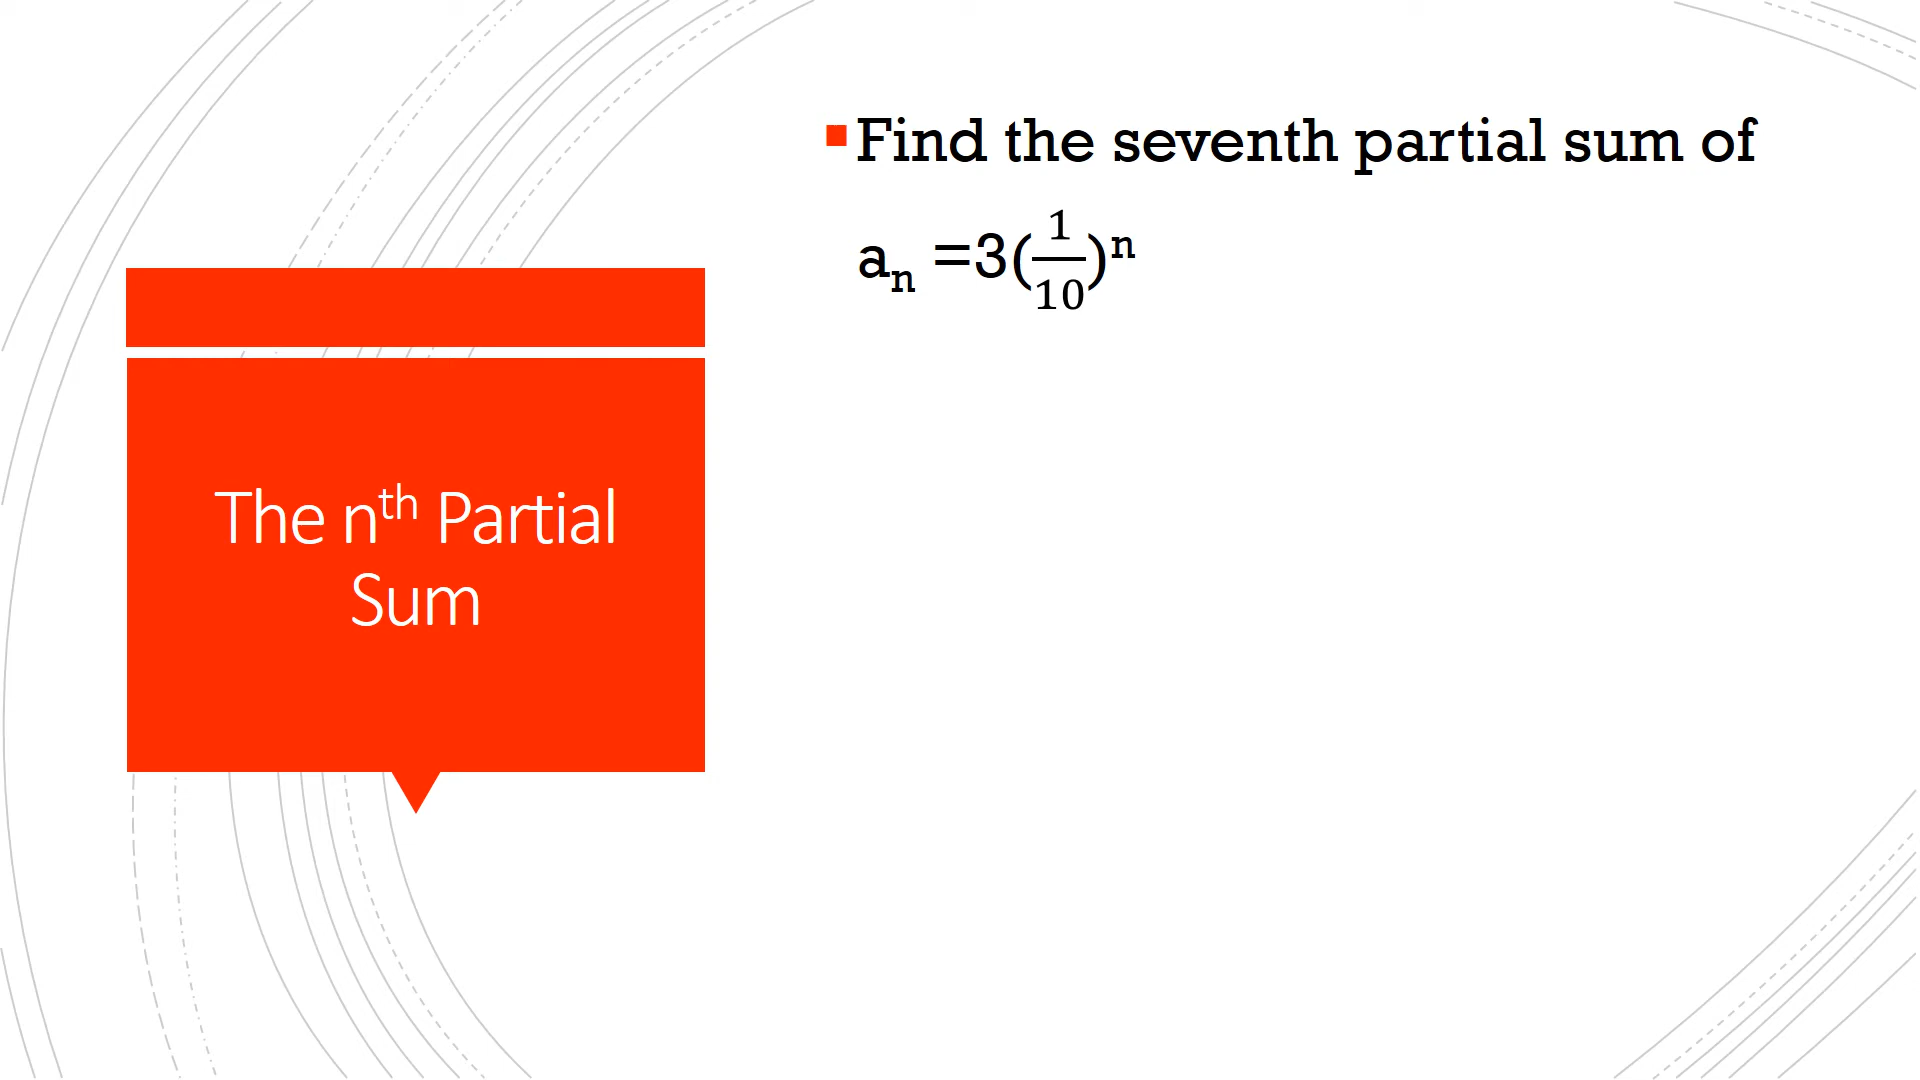 The nth Partial
Sum
Find the seventh partial sum of
aₙ =3(1/10)ⁿ